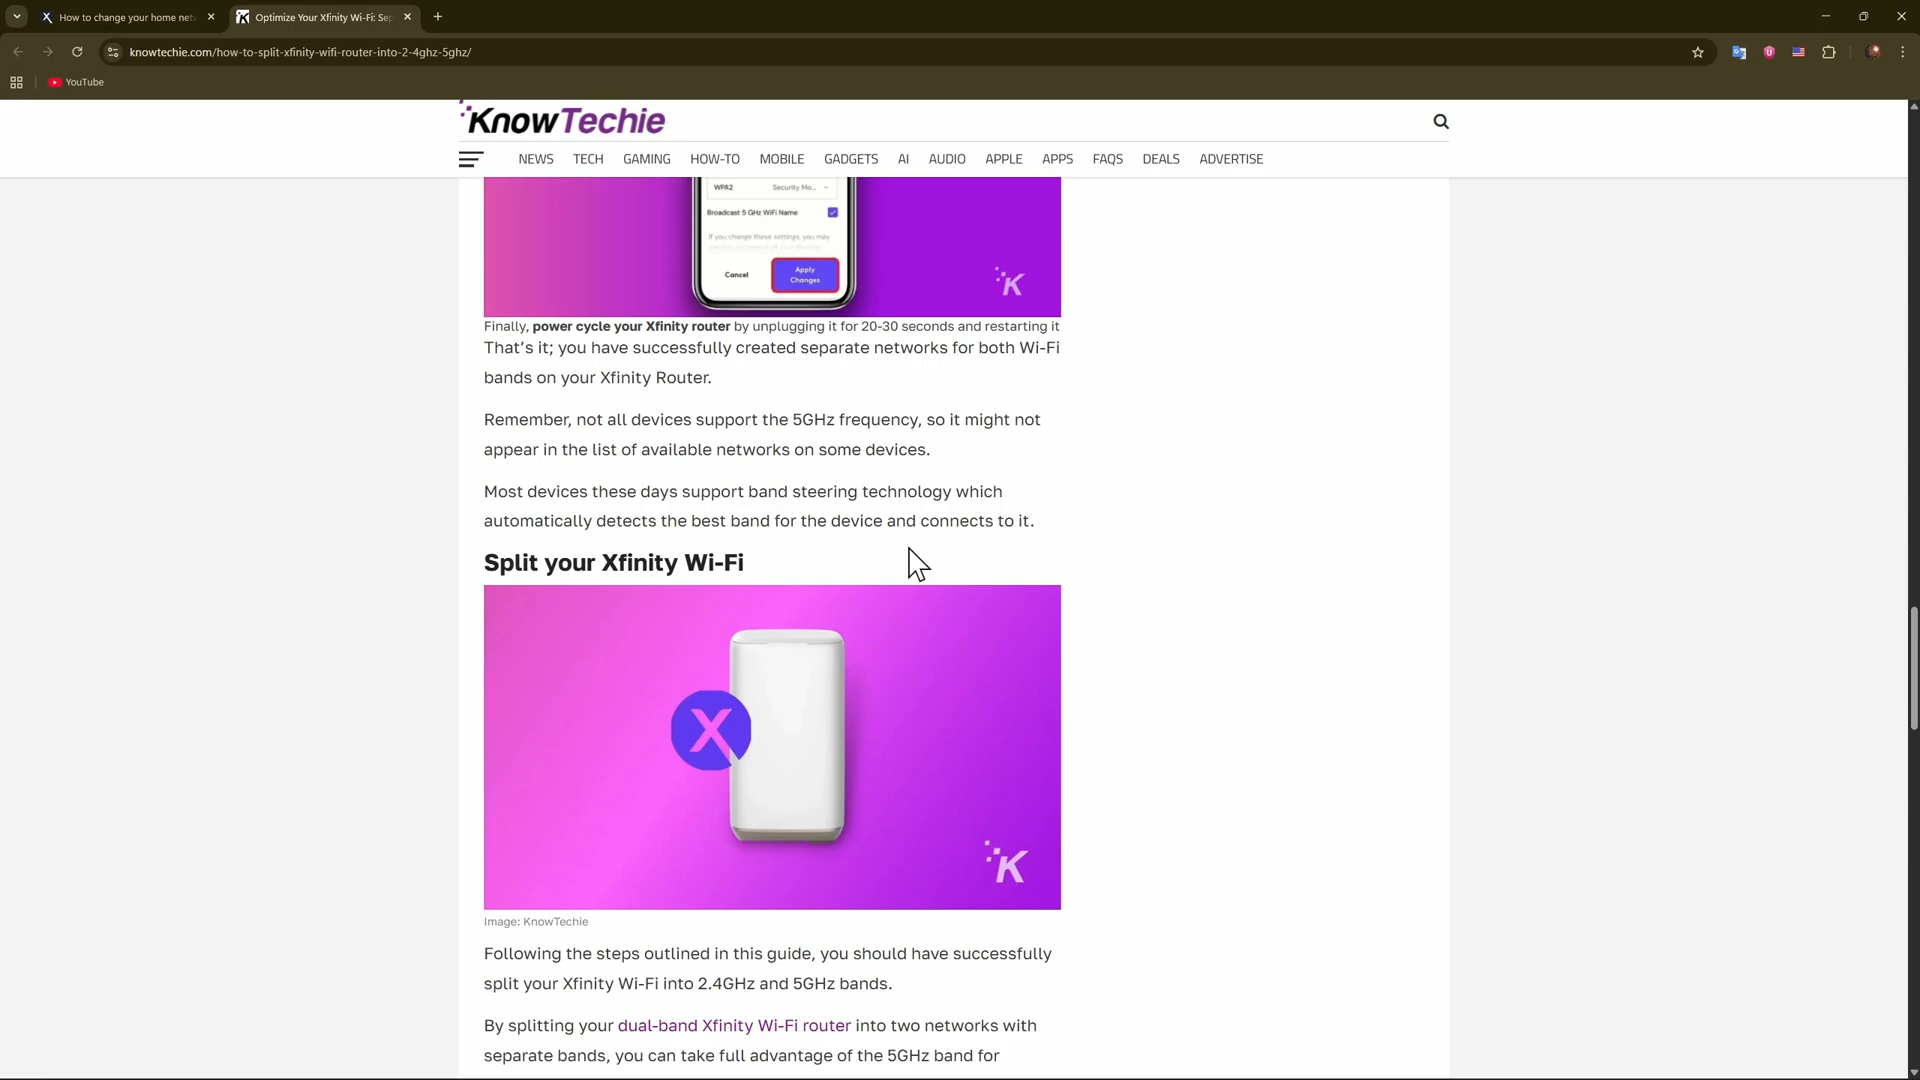 How to change your home net
Optimize Your Xfinity Wi-Fi: Se
knowtechie.com/how-to-split-xfinity-wifi-router-into-2-4ghz-5ghz/
YouTube
KnowTechie
NEWS TECH GAMING HOW-TO MOBILE GADGETS AI AUDIO APPLE APPS FAQS DEALS ADVERTISE
WPA2 Security Mo...
Broadcast 5 GHz WiFi Name
If you change these settings, you may
Cancel Apply Changes
K
Finally, power cycle your Xfinity router by unplugging it for 20-30 seconds and restarting it
That's it; you have successfully created separate networks for both Wi-Fi
bands on your Xfinity Router.
Remember, not all devices support the 5GHz frequency, so it might not
appear in the list of available networks on some devices.
Most devices these days support band steering technology which
automatically detects the best band for the device and connects to it.
Split your Xfinity Wi-Fi
X
K
Image: KnowTechie
Following the steps outlined in this guide, you should have successfully
split your Xfinity Wi-Fi into 2.4GHz and 5GHz bands.
By splitting your dual-band Xfinity Wi-Fi router into two networks with
separate bands, you can take full advantage of the 5GHz band for